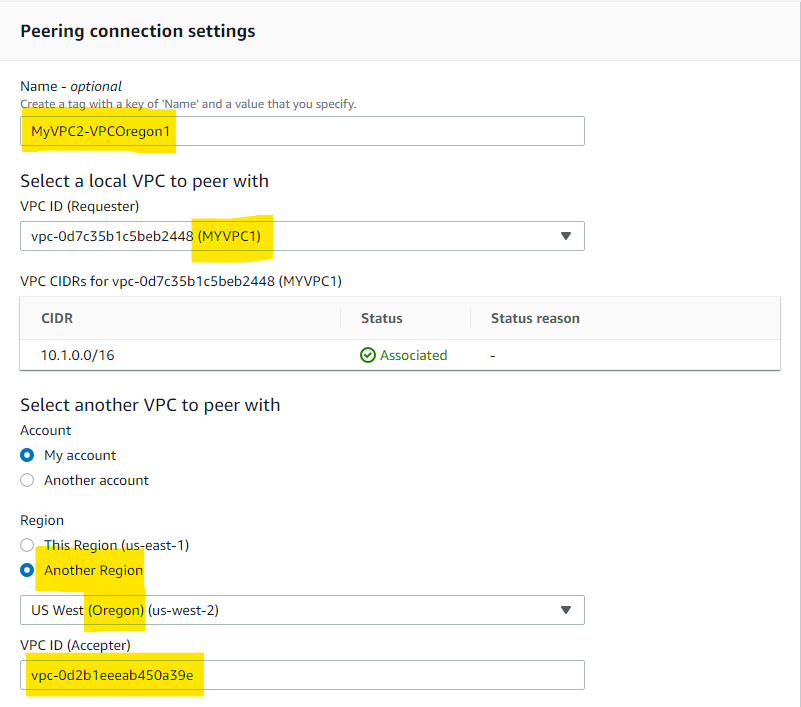 Peering connection settings
Name - optional
Create a tag with a key of 'Name' and a value that you specify.
MyVPC2-VPCOregon1
Select a local VPC to peer with
VPC ID (Requester)
vpc-0d7c35b1c5beb2448 (MYVPC1)
VPC CIDRs for vpc-0d7c35b1c5beb2448 (MYVPC1)
CIDR Status Status reason
10.1.0.0/16 Associated -
Select another VPC to peer with
Account
My account
Another account
Region
This Region (us-east-1)
Another Region
US West (Oregon) (us-west-2)
VPC ID (Accepter)
vpc-0d2b1eeeab450a39e